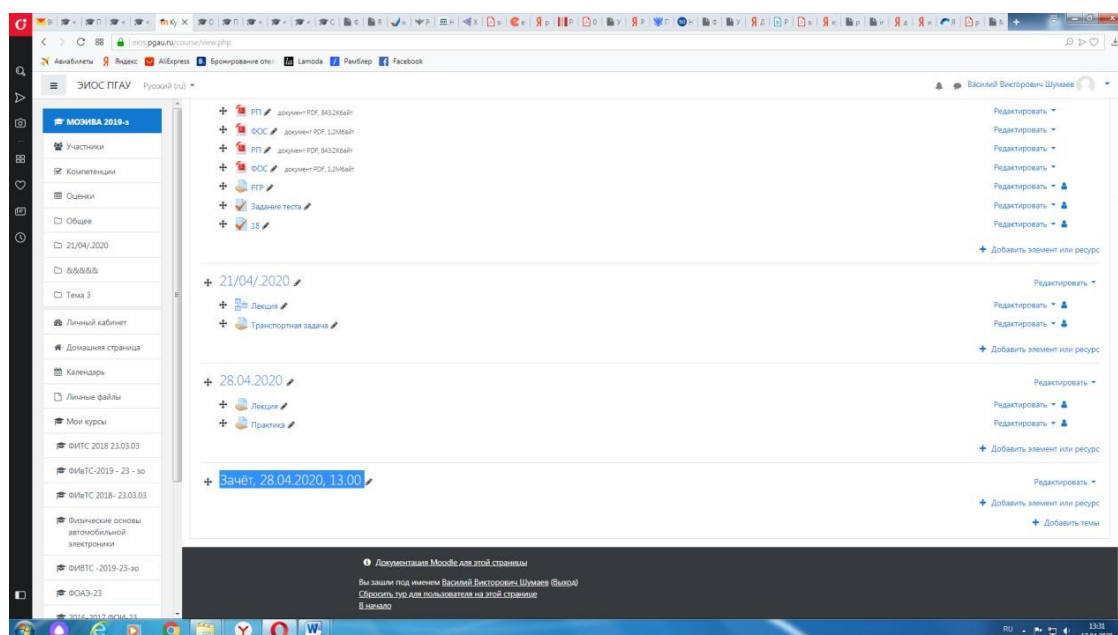 eios.pgau.ru/course/view.php
Авиабилеты Яндекс AliExpress Бронирование отел Lamoda Рамблер Facebook
ЭИОС ПГАУ Русский (ru)
Василий Викторович Шумаев
МОЭИВА 2019-з
Участники
Компетенции
Оценки
Общее
21/04/.2020
&&&&&
Тема 3
Личный кабинет
Домашняя страница
Календарь
Личные файлы
Мои курсы
ФИТС 2018 23.03.03
ФИвТС-2019 - 23 - зо
ФИвТС 2018- 23.03.03
Физические основы
автомобильной
электроники
ФИВТС -2019-23-зо
ФОАЭ-23
2016-2017 ФОИ-23
РП документ PDF, 843.2Кбайт Редактировать
ФОС документ PDF, 1.2Мбайт Редактировать
РП документ PDF, 843.2Кбайт Редактировать
ФОС документ PDF, 1.2Мбайт Редактировать
РГР Редактировать
Задание теста Редактировать
18 Редактировать
Добавить элемент или ресурс
21/04/.2020 Редактировать
Лекция Редактировать
Транспортная задача Редактировать
Добавить элемент или ресурс
28.04.2020 Редактировать
Лекция Редактировать
Практика Редактировать
Добавить элемент или ресурс
Зачёт, 28.04.2020, 13.00 Редактировать
Добавить элемент или ресурс
Добавить темы
Документация Moodle для этой страницы
Вы зашли под именем Василий Викторович Шумаев (Выход)
Сбросить тур для пользователя на этой странице
В начало
RU 13:31